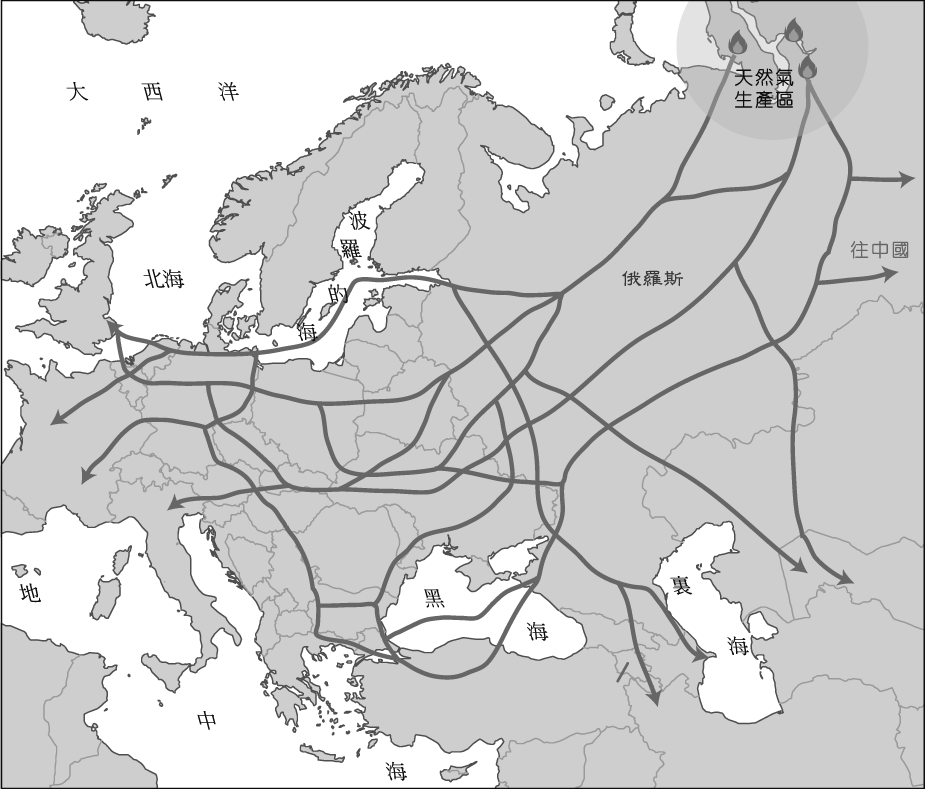 天然氣
生產區
大西洋
波羅的海
往中國
北海
俄羅斯
地中海
黑海
裏海